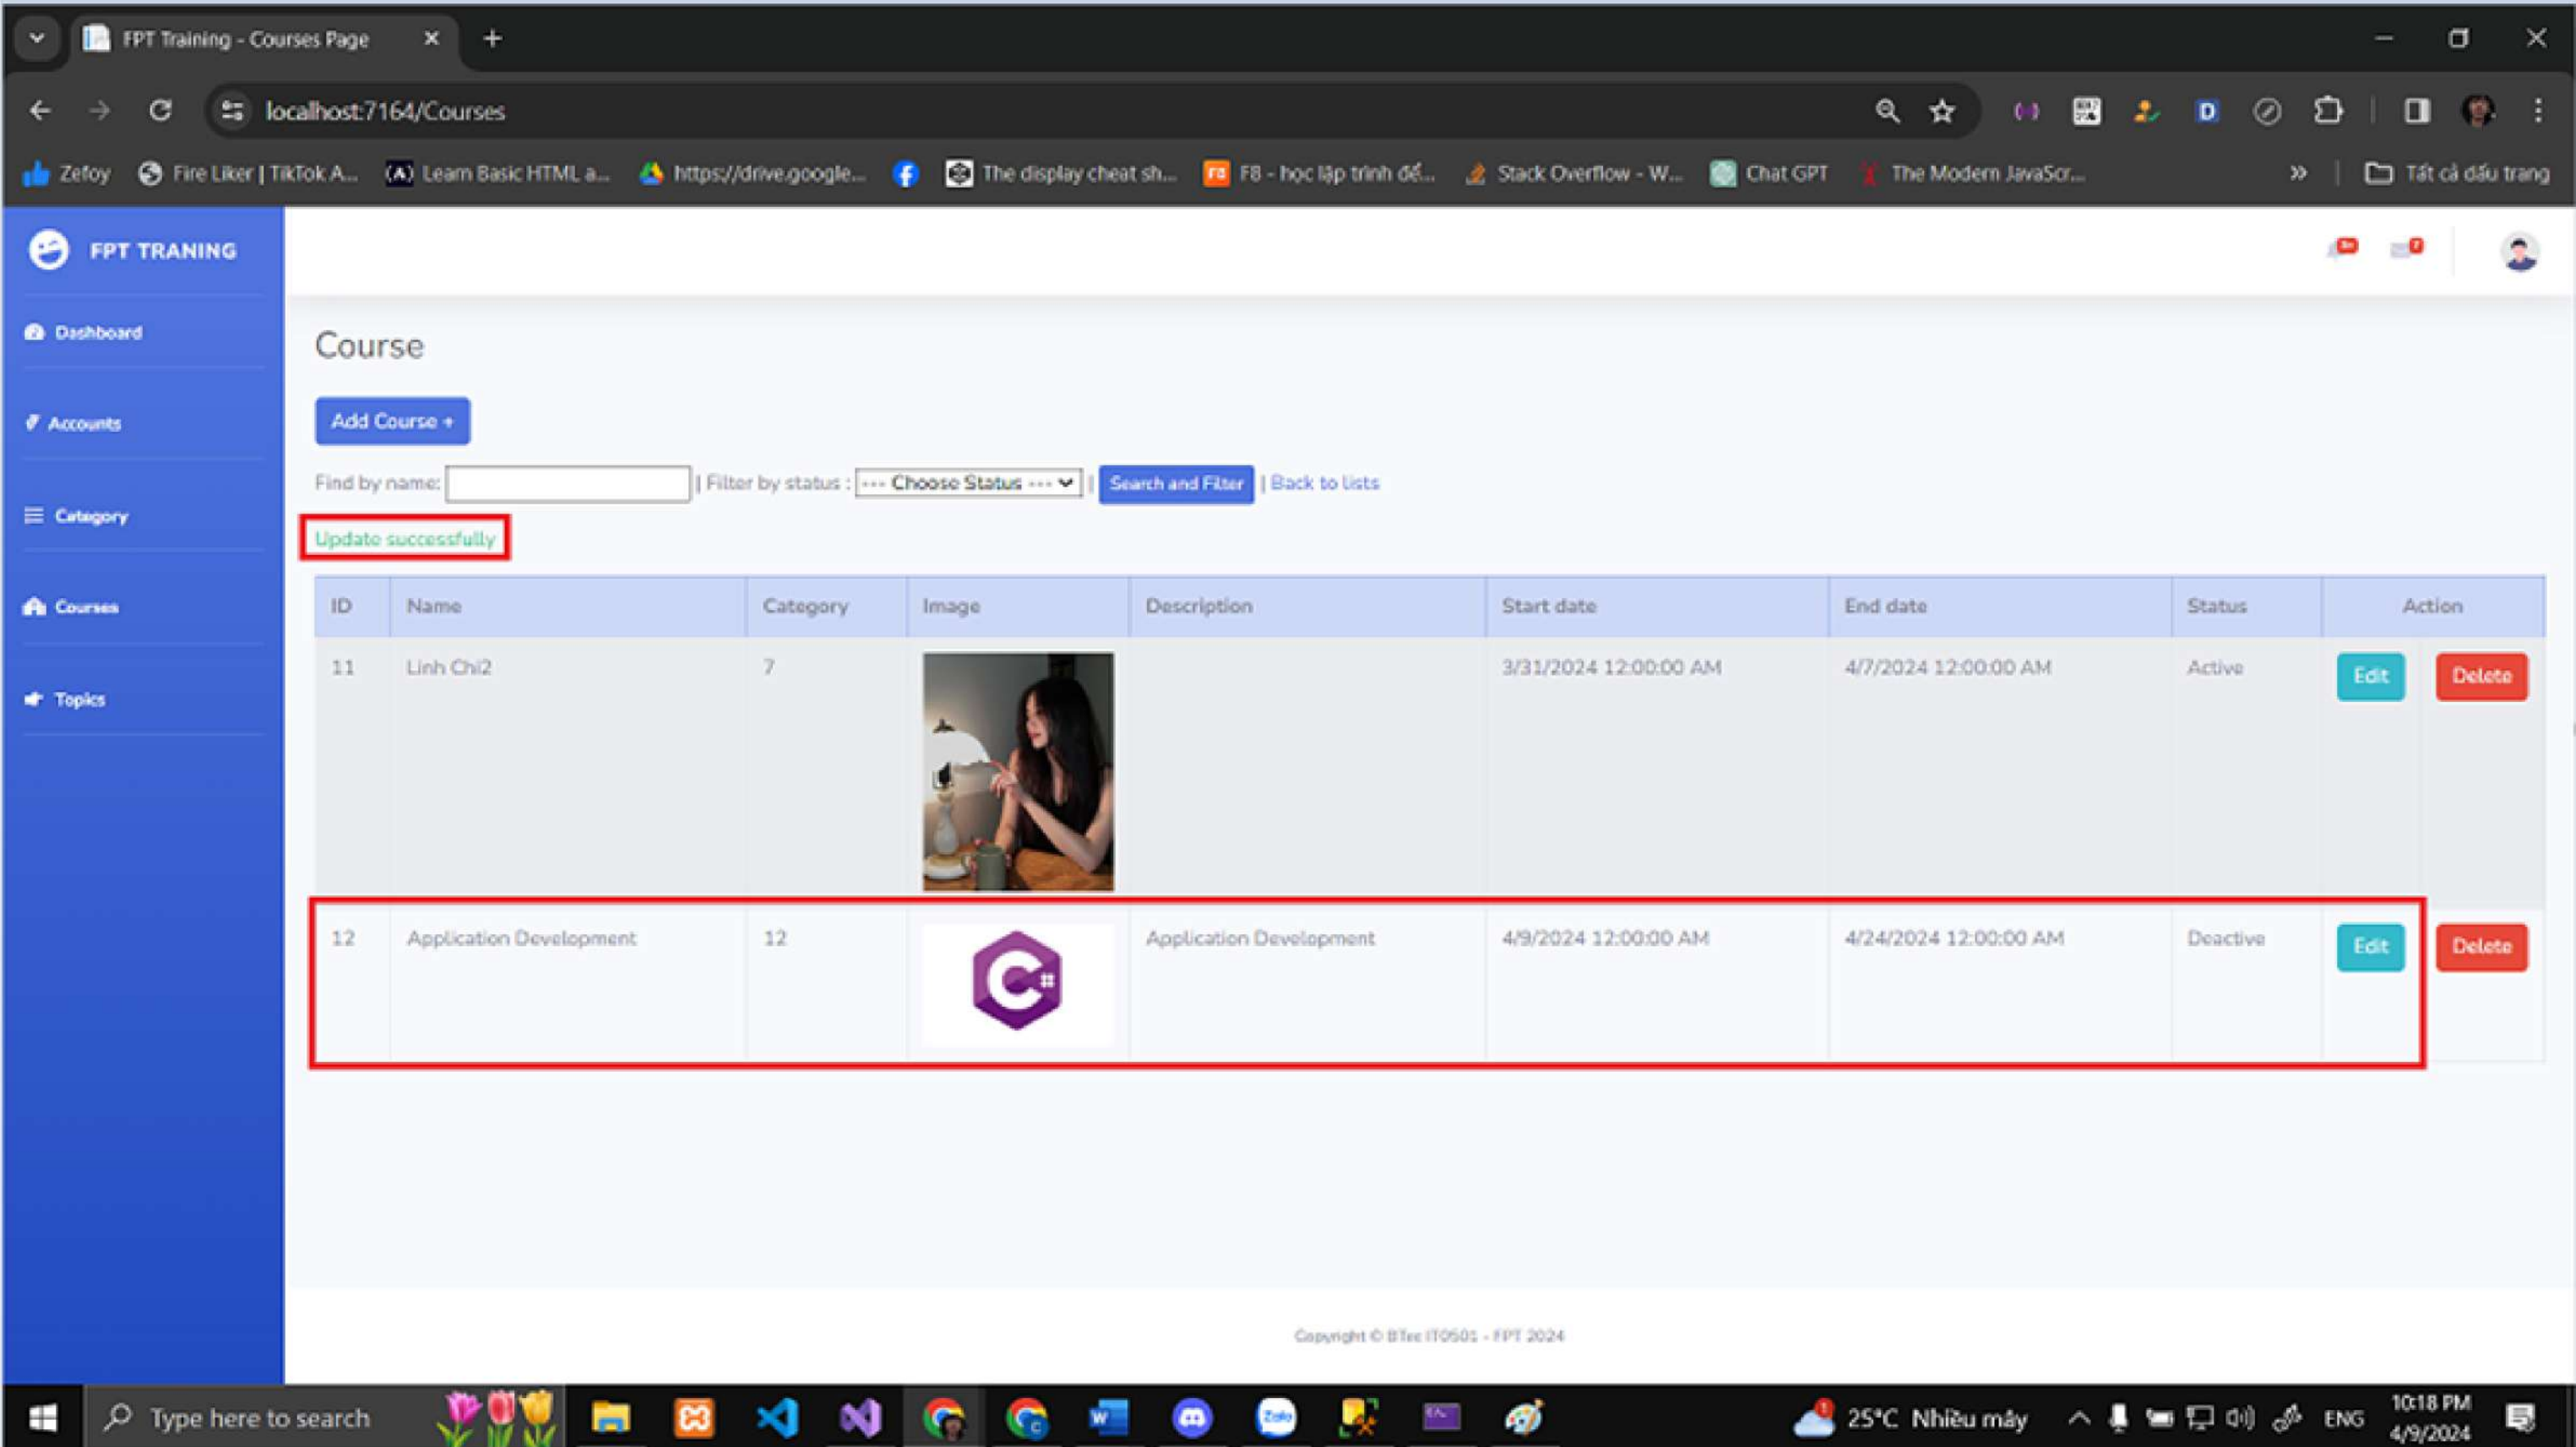 FPT Training - Courses Page
localhost:7164/Courses
Zefoy Fire Liker | TikTok A... Learn Basic HTML a... https://drive.google... The display cheat sh... F8 - học lập trình để... Stack Overflow - W... Chat GPT The Modern JavaScr... » Tất cả dấu trang
FPT TRANING
Dashboard
Accounts
Category
Courses
Topics
Course
Add Course +
Find by name: | Filter by status : --- Choose Status --- | Search and Filter | Back to lists
Update successfully
ID Name Category Image Description Start date End date Status Action
11 Linh Chi2 7 3/31/2024 12:00:00 AM 4/7/2024 12:00:00 AM Active Edit Delete
12 Application Development 12 C# Application Development 4/9/2024 12:00:00 AM 4/24/2024 12:00:00 AM Deactive Edit Delete
Copyright © BTec IT0501 - FPT 2024
Type here to search 25°C Nhiều mây ENG 10:18 PM
4/9/2024